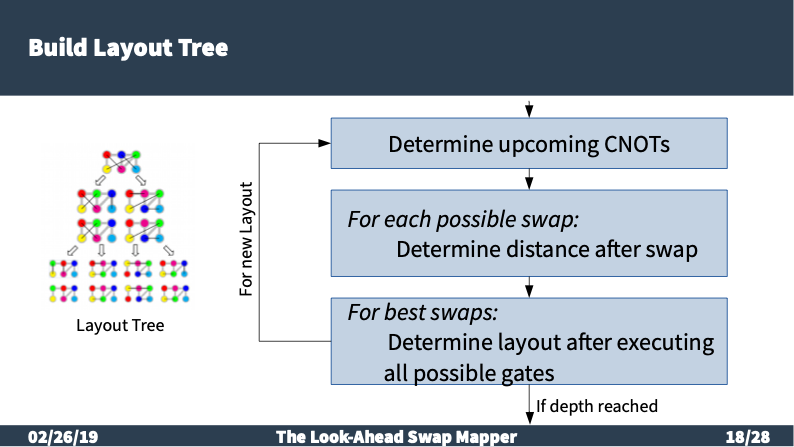 Build Layout Tree
Determine upcoming CNOTs
For each possible swap:
Determine distance after swap
For best swaps:
Determine layout after executing
all possible gates
For new Layout
Layout Tree
If depth reached
02/26/19
The Look-Ahead Swap Mapper
18/28